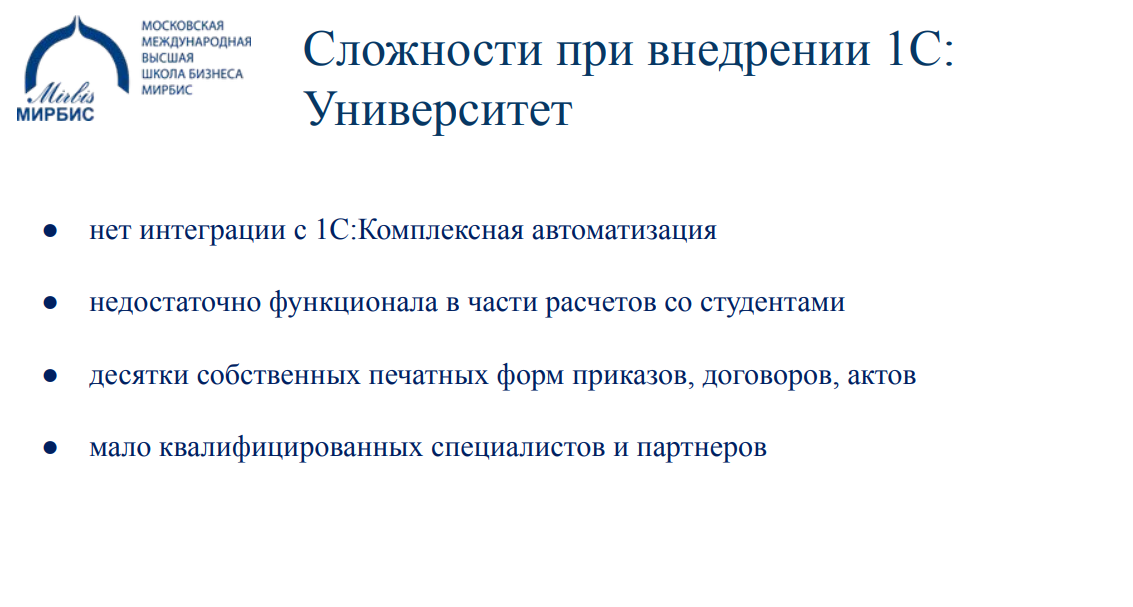 МОСКОВСКАЯ
МЕЖДУНАРОДНАЯ
ВЫСШАЯ
ШКОЛА БИЗНЕСА
МИРБИС
Mirbis
МИРБИС
Сложности при внедрении 1С:
Университет
● нет интеграции с 1С:Комплексная автоматизация
● недостаточно функционала в части расчетов со студентами
● десятки собственных печатных форм приказов, договоров, актов
● мало квалифицированных специалистов и партнеров